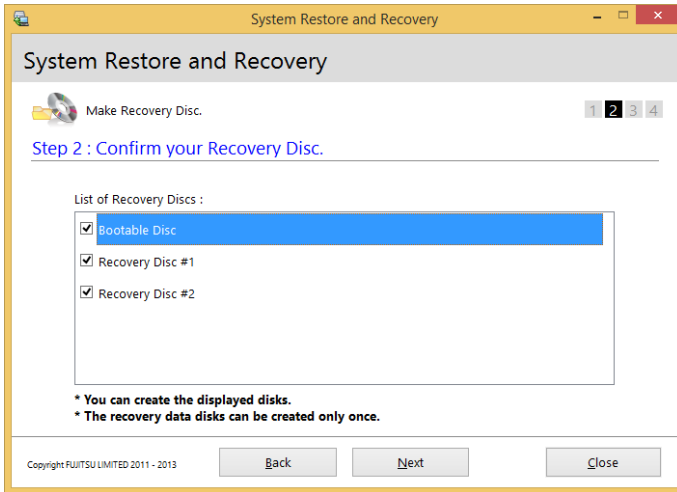 System Restore and Recovery
System Restore and Recovery
Make Recovery Disc.
1 2 3 4
Step 2 : Confirm your Recovery Disc.
List of Recovery Discs :
Bootable Disc
Recovery Disc #1
Recovery Disc #2
* You can create the displayed disks.
* The recovery data disks can be created only once.
Copyright FUJITSU LIMITED 2011 - 2013
Back
Next
Close